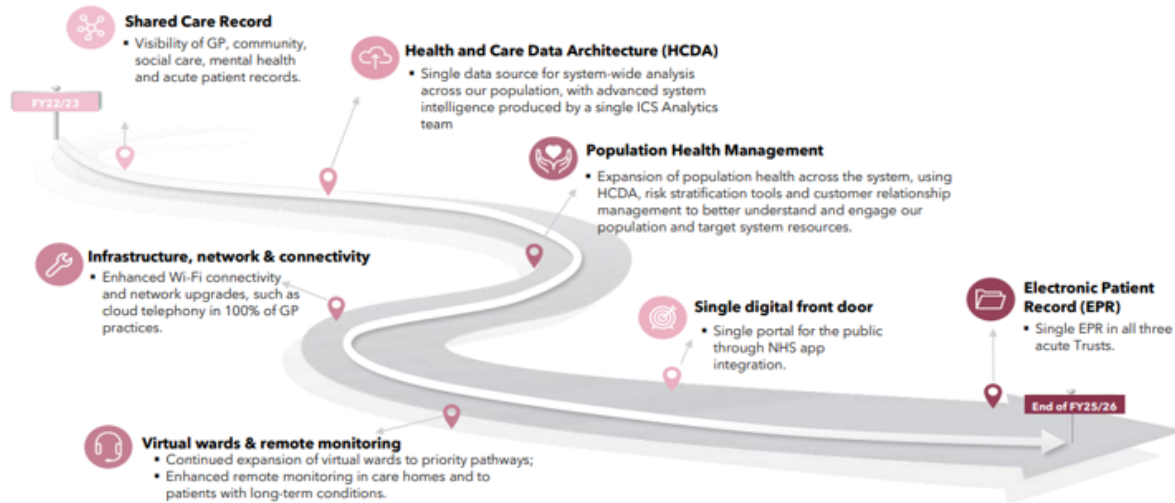 Shared Care Record
▪ Visibility of GP, community,
social care, mental health
and acute patient records.
FY22/23
Health and Care Data Architecture (HCDA)
▪ Single data source for system-wide analysis
across our population, with advanced system
intelligence produced by a single ICS Analytics
team
Population Health Management
▪ Expansion of population health across the system, using
HCDA, risk stratification tools and customer relationship
management to better understand and engage our
population and target system resources.
Infrastructure, network & connectivity
▪ Enhanced Wi-Fi connectivity
and network upgrades, such as
cloud telephony in 100% of GP
practices.
Single digital front door
▪ Single portal for the public
through NHS app
integration.
Electronic Patient
Record (EPR)
▪ Single EPR in all three
acute Trusts.
End of FY25/26
Virtual wards & remote monitoring
▪ Continued expansion of virtual wards to priority pathways;
▪ Enhanced remote monitoring in care homes and to
patients with long-term conditions.